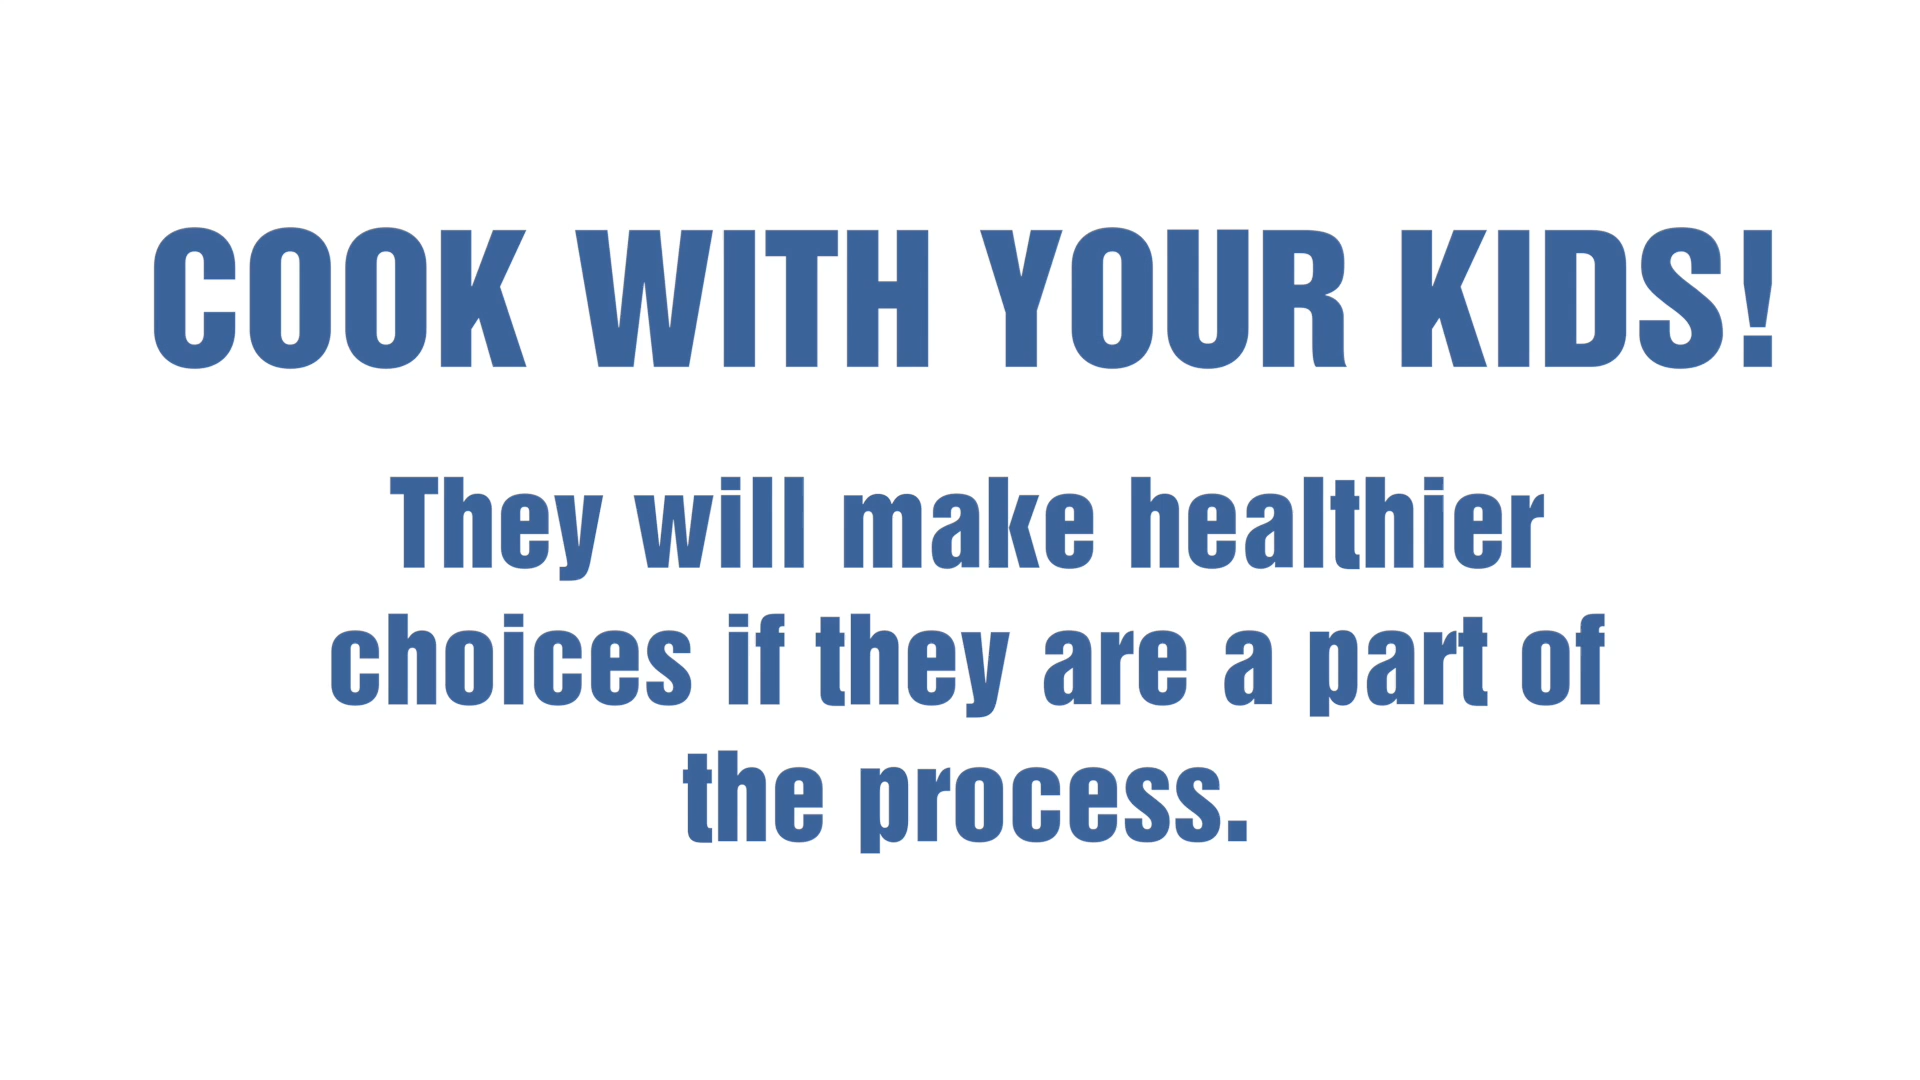 COOK WITH YOUR KIDS!
They will make healthier
choices if they are a part of
the process.